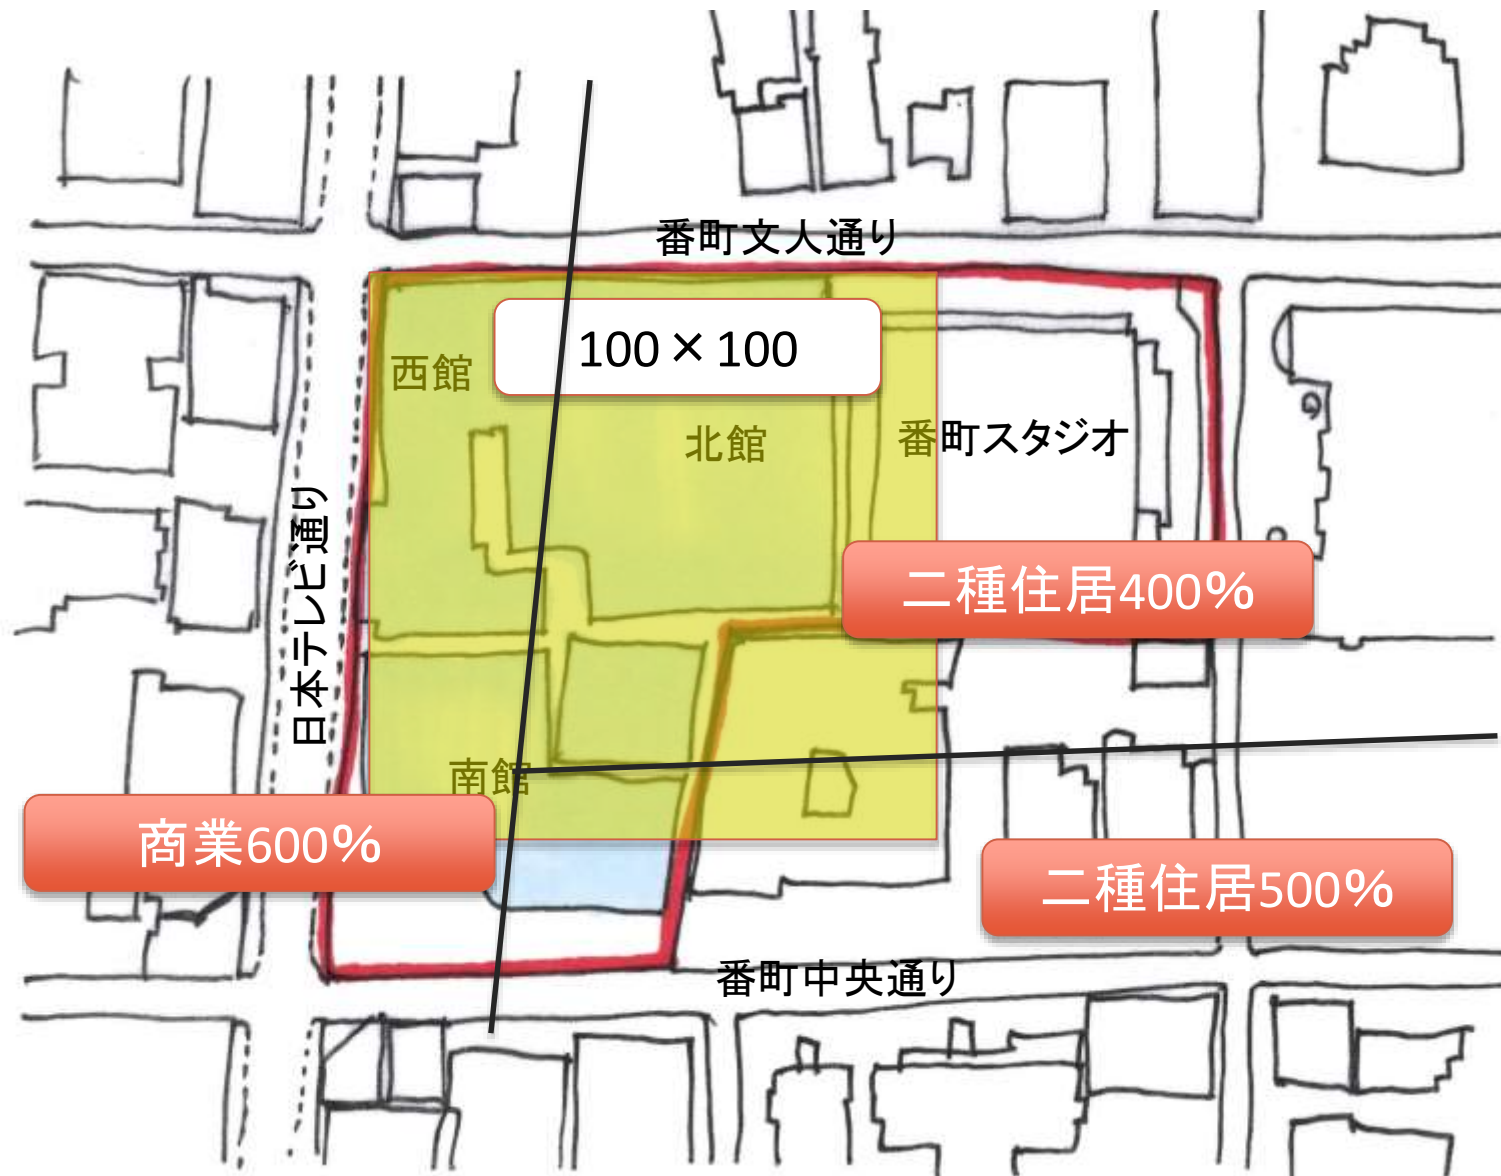 番町文人通り
100×100
西館
北館
番町スタジオ
日本テレビ通り
二種住居400%
南館
商業600%
二種住居500%
番町中央通り